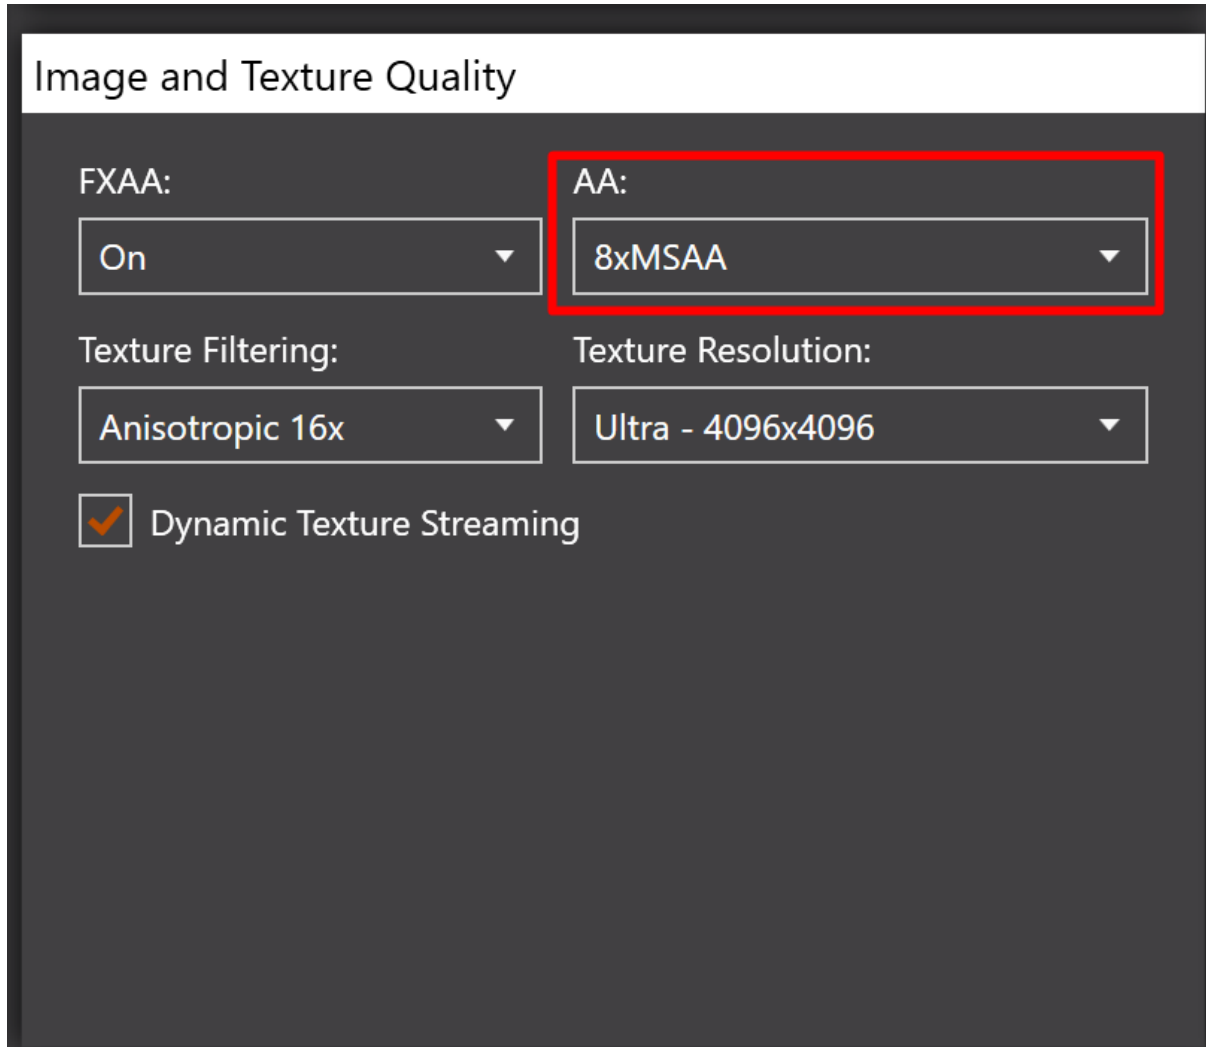 Image and Texture Quality
FXAA: AA:
On 8xMSAA
Texture Filtering: Texture Resolution:
Anisotropic 16x Ultra - 4096x4096
Dynamic Texture Streaming